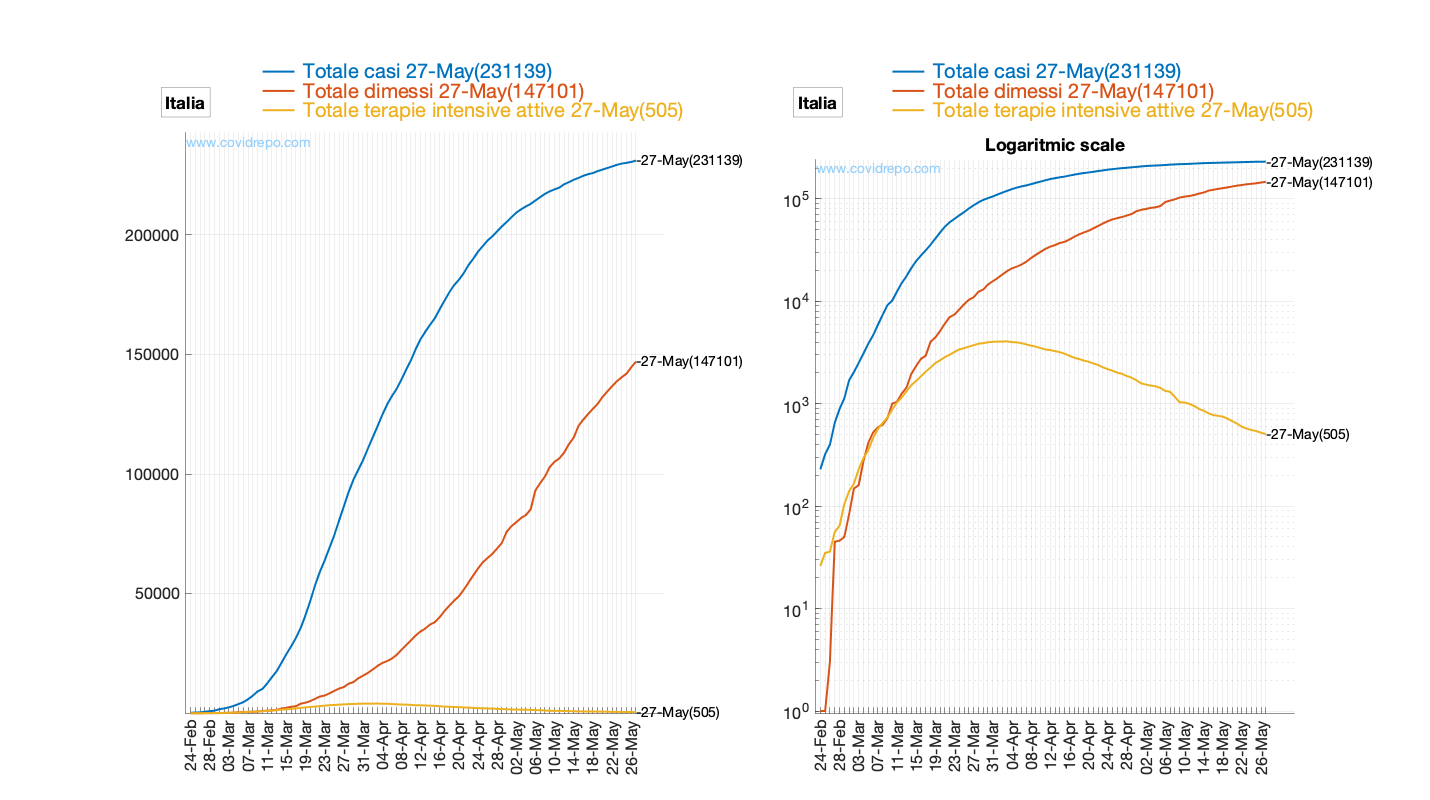 Totale casi 27-May(231139)
Totale dimessi 27-May(147101)
Totale terapie intensive attive 27-May(505)
Italia
www.covidrepo.com
-27-May(231139)
200000
150000
-27-May(147101)
100000
50000
-27-May(505)
24-Feb
28-Feb
03-Mar
07-Mar
11-Mar
15-Mar
19-Mar
23-Mar
27-Mar
31-Mar
04-Apr
08-Apr
12-Apr
16-Apr
20-Apr
24-Apr
28-Apr
02-May
06-May
10-May
14-May
18-May
22-May
26-May
Totale casi 27-May(231139)
Totale dimessi 27-May(147101)
Totale terapie intensive attive 27-May(505)
Italia
Logaritmic scale
www.covidrepo.com
-27-May(231139)
-27-May(147101)
10^5
10^4
10^3
-27-May(505)
10^2
10^1
10^0
24-Feb
28-Feb
03-Mar
07-Mar
11-Mar
15-Mar
19-Mar
23-Mar
27-Mar
31-Mar
04-Apr
08-Apr
12-Apr
16-Apr
20-Apr
24-Apr
28-Apr
02-May
06-May
10-May
14-May
18-May
22-May
26-May